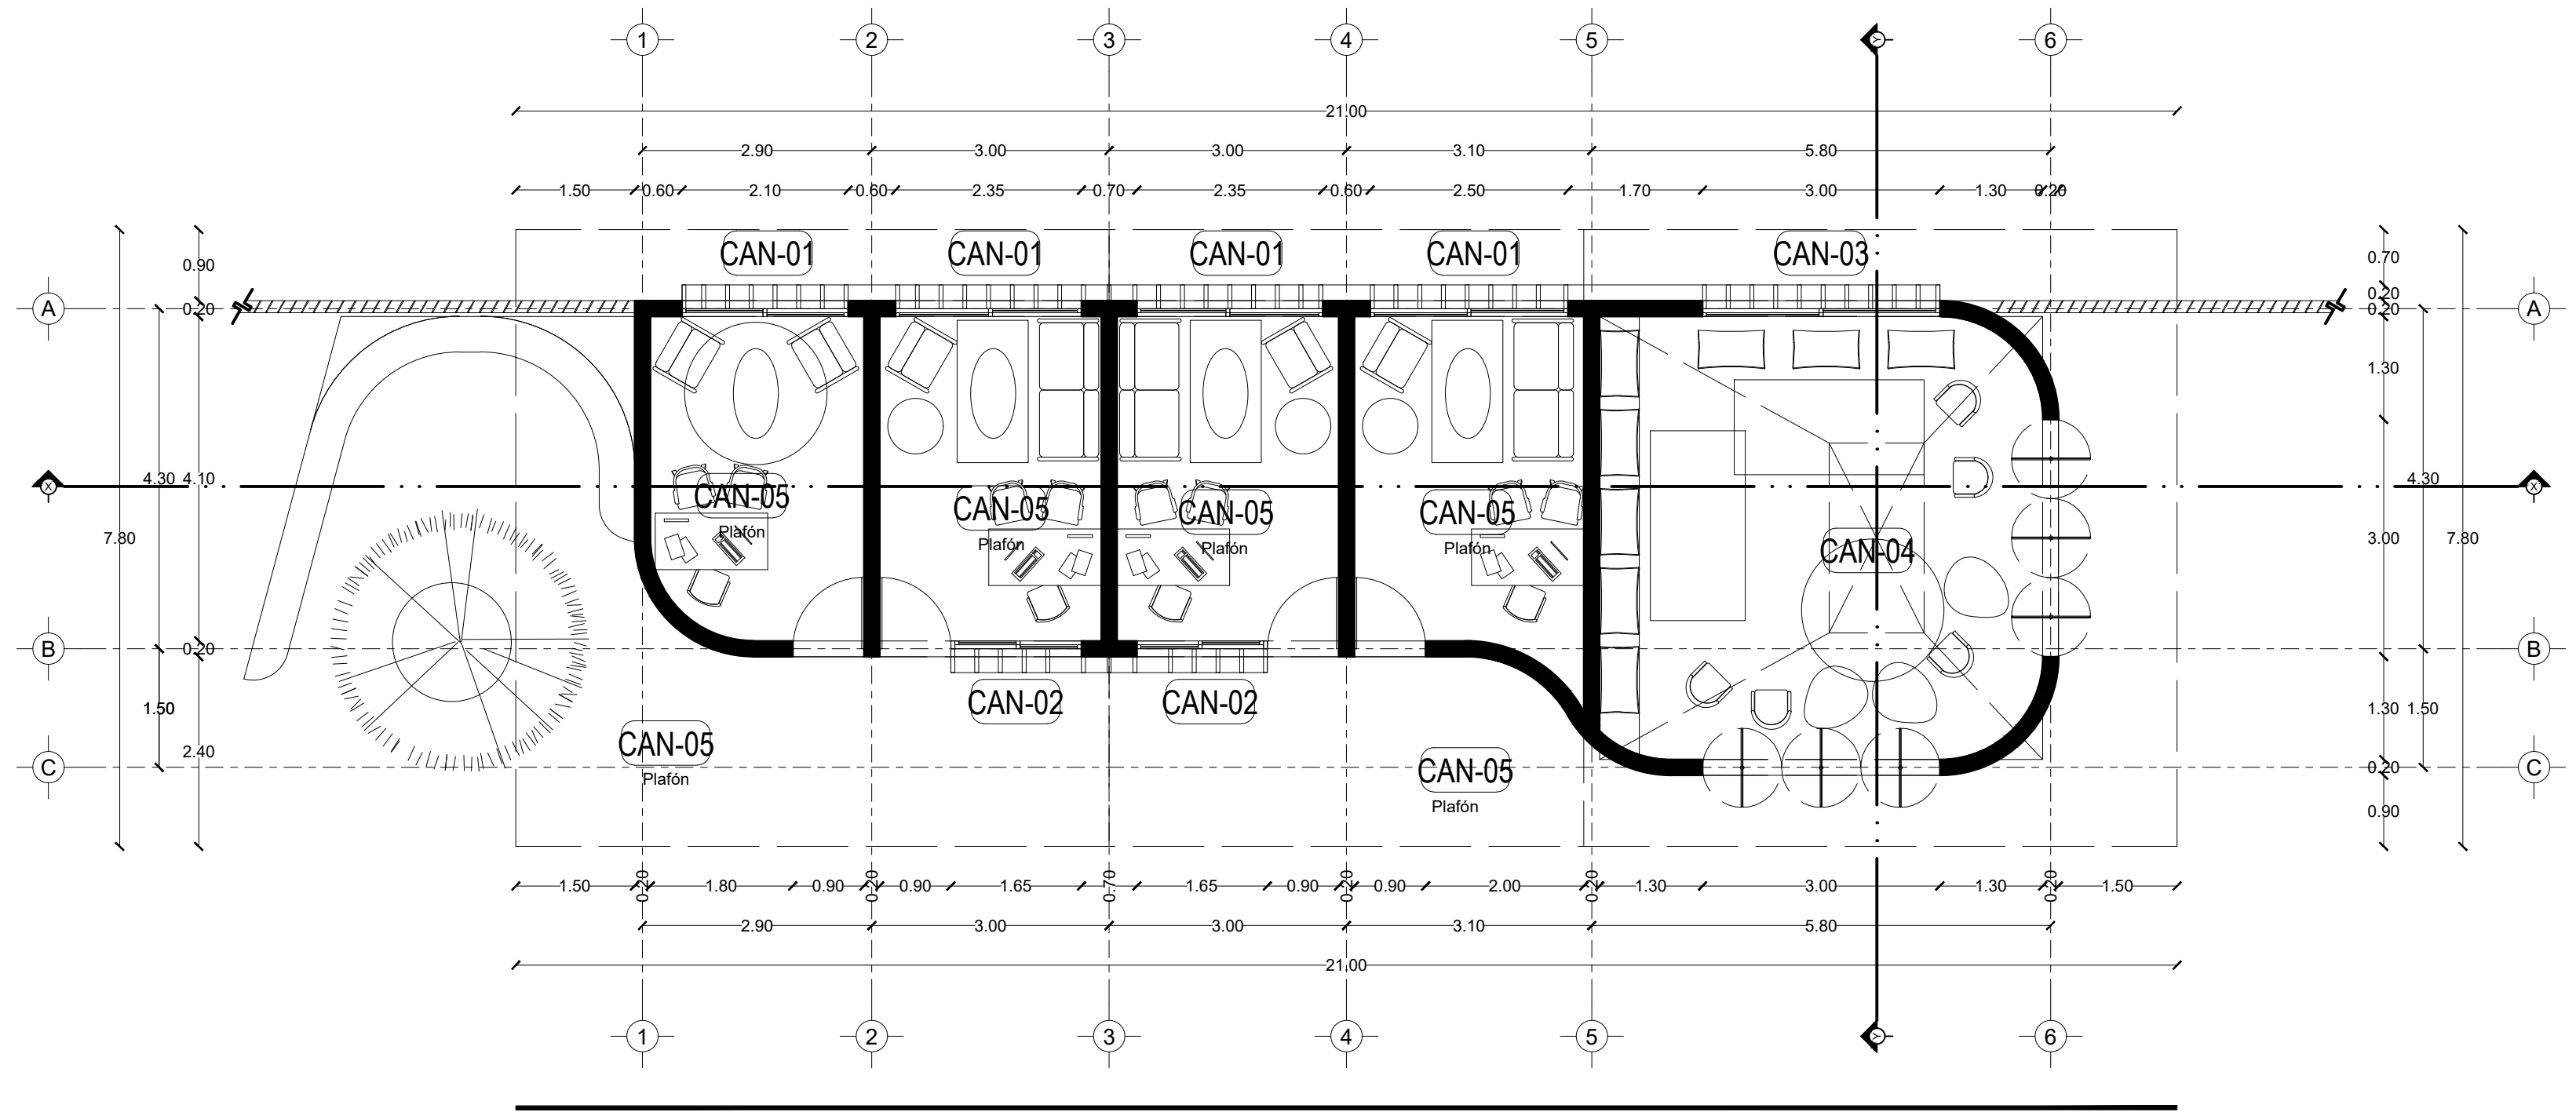 1 2 3 4 5 Y 6
21.00
2.90 3.00 3.00 3.10 5.80
1.50 0.60 2.10 0.60 2.35 0.70 2.35 0.60 2.50 1.70 3.00 1.30 0.20
CAN-01 CAN-01 CAN-01 CAN-01 CAN-03
0.90 0.70
0.20
A 0.20 0.20 A
1.30
X 4.30 4.10 4.30 X
CAN-05 CAN-05 CAN-05 CAN-05
Plafón Plafón Plafón Plafón
7.80 3.00 7.80
CAN-04
B 0.20 B
CAN-02 CAN-02
1.50 1.30 1.50
CAN-05
Plafón
2.40
C 0.20 C
CAN-05
Plafón
0.90
1.50 0.20 1.80 0.90 0.20 0.90 1.65 0.70 1.65 0.90 0.20 0.90 2.00 0.20 1.30 3.00 1.30 0.20 1.50
2.90 3.00 3.00 3.10 5.80
21.00
1 2 3 4 5 Y 6